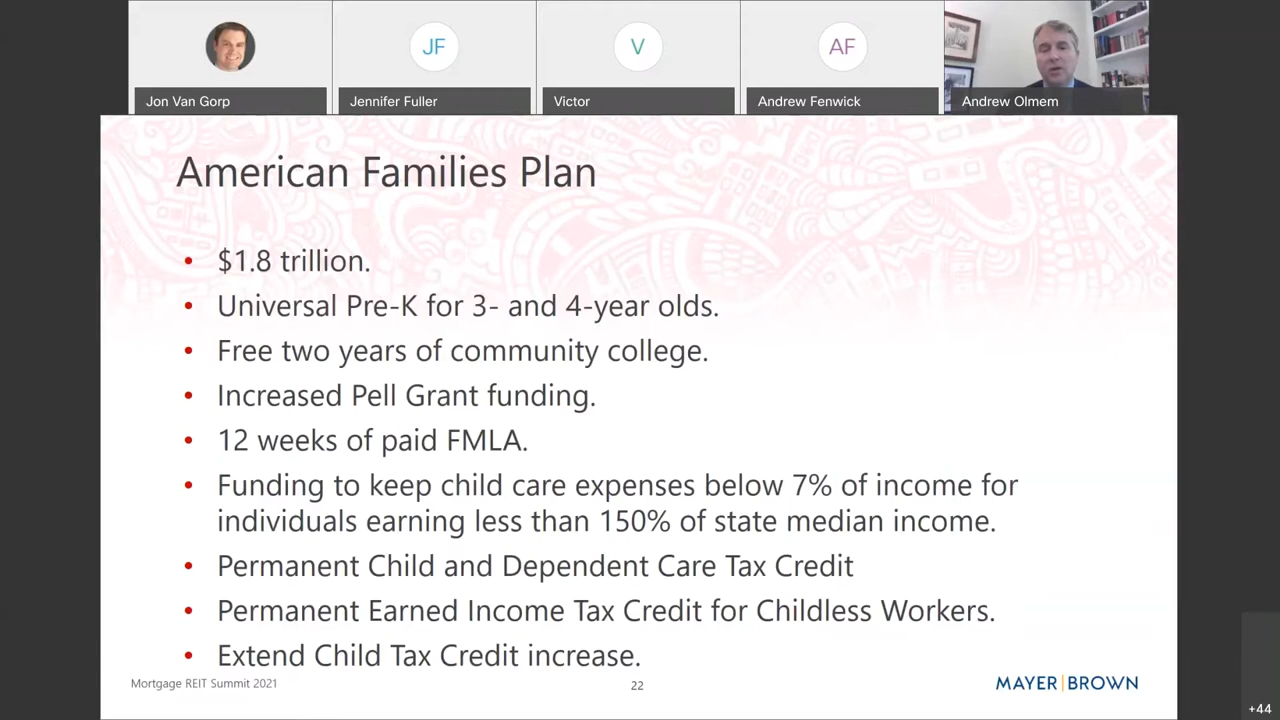 JF
V
AF
Jon Van Gorp
Jennifer Fuller
Victor
Andrew Fenwick
Andrew Olmem
American Families Plan
• $1.8 trillion.
• Universal Pre-K for 3- and 4-year olds.
• Free two years of community college.
• Increased Pell Grant funding.
• 12 weeks of paid FMLA.
• Funding to keep child care expenses below 7% of income for
individuals earning less than 150% of state median income.
• Permanent Child and Dependent Care Tax Credit
• Permanent Earned Income Tax Credit for Childless Workers.
• Extend Child Tax Credit increase.
Mortgage REIT Summit 2021
22
MAYER|BROWN
+44